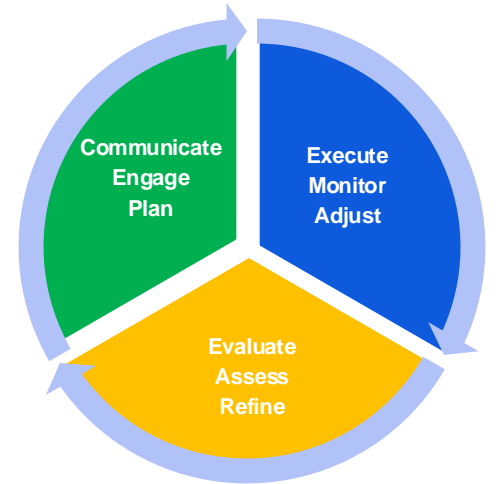 Communicate
Engage
Plan
Execute
Monitor
Adjust
Evaluate
Assess
Refine